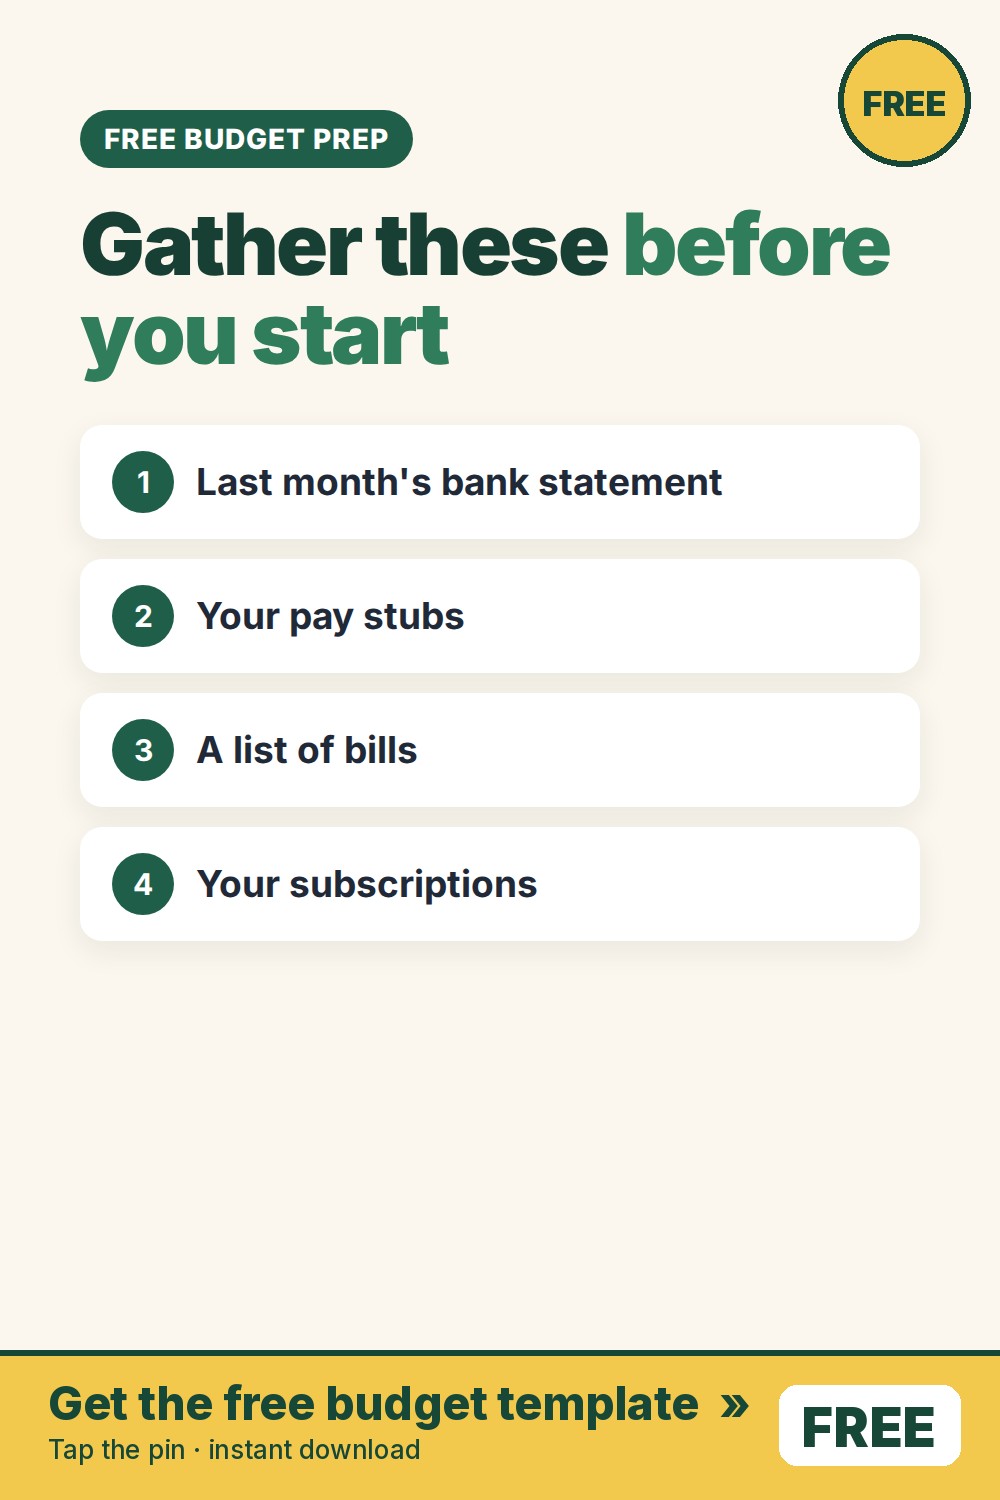 FREE
FREE BUDGET PREP
Gather these before
you start
1 Last month's bank statement
2 Your pay stubs
3 A list of bills
4 Your subscriptions
Get the free budget template »
Tap the pin · instant download
FREE